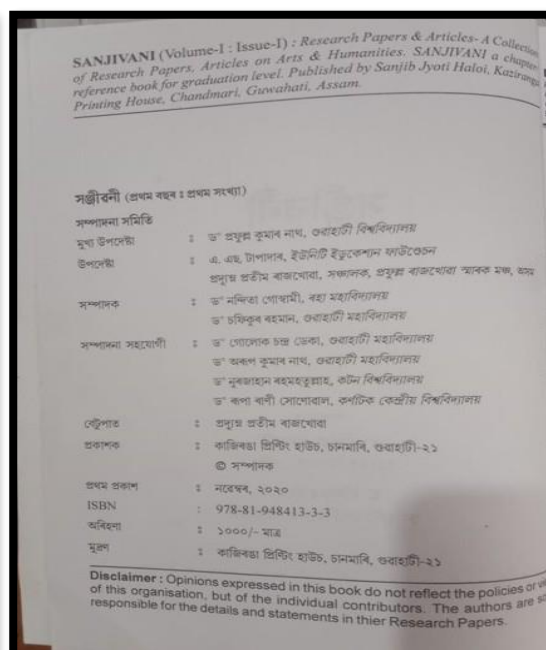 SANJIVANI (Volume-I : Issue-I) : Research Papers & Articles- A Collection
of Research Papers, Articles on Arts & Humanities. SANJIVANI a chapter
reference book for graduation level. Published by Sanjib Jyoti Haloi, Kaziranga
Printing House, Chandmari, Guwahati, Assam.
সঞ্জীৱনী (প্ৰথম বছৰ ঃ প্ৰথম সংখ্যা)
সম্পাদনা সমিতি
মুখ্য উপদেষ্টা : ড° প্ৰফুল্ল কুমাৰ নাথ, গুৱাহাটী বিশ্ববিদ্যালয়
উপদেষ্টা : এ. এছ. টাপাদাৰ, ইউনিটি ইডুকেশ্যন ফাউণ্ডেচন
প্ৰদ্যুম্ন প্ৰতীম ৰাজখোৱা, সঞ্চালক, প্ৰফুল্ল ৰাজখোৱা স্মাৰক মঞ্চ, অসম
সম্পাদক : ড° নন্দিতা গোস্বামী, ৰহা মহাবিদ্যালয়
ড° চফিকুৰ ৰহমান, গুৱাহাটী মহাবিদ্যালয়
সম্পাদনা সহযোগী : ড° গোলোক চন্দ্ৰ ডেকা, গুৱাহাটী মহাবিদ্যালয়
ড° অৰূপ কুমাৰ নাথ, গুৱাহাটী মহাবিদ্যালয়
ড° নুৰজাহান ৰহমতুল্লাহ, কটন বিশ্ববিদ্যালয়
ড° ৰূপা ৰাণী সোণোৱাল, কৰ্ণাটক কেন্দ্ৰীয় বিশ্ববিদ্যালয়
বেটুপাত : প্ৰদ্যুম্ন প্ৰতীম ৰাজখোৱা
প্ৰকাশক : কাজিৰঙা প্ৰিন্টিং হাউচ, চানমাৰি, গুৱাহাটী-২১
© সম্পাদক
প্ৰথম প্ৰকাশ : নৱেম্বৰ, ২০২০
ISBN : 978-81-948413-3-3
অৰিহণা : ১০০০/- মাত্ৰ
মুদ্ৰণ : কাজিৰঙা প্ৰিন্টিং হাউচ, চানমাৰি, গুৱাহাটী-২১
Disclaimer : Opinions expressed in this book do not reflect the policies or
of this organisation, but of the individual contributors. The authors are
responsible for the details and statements in thier Research Papers.